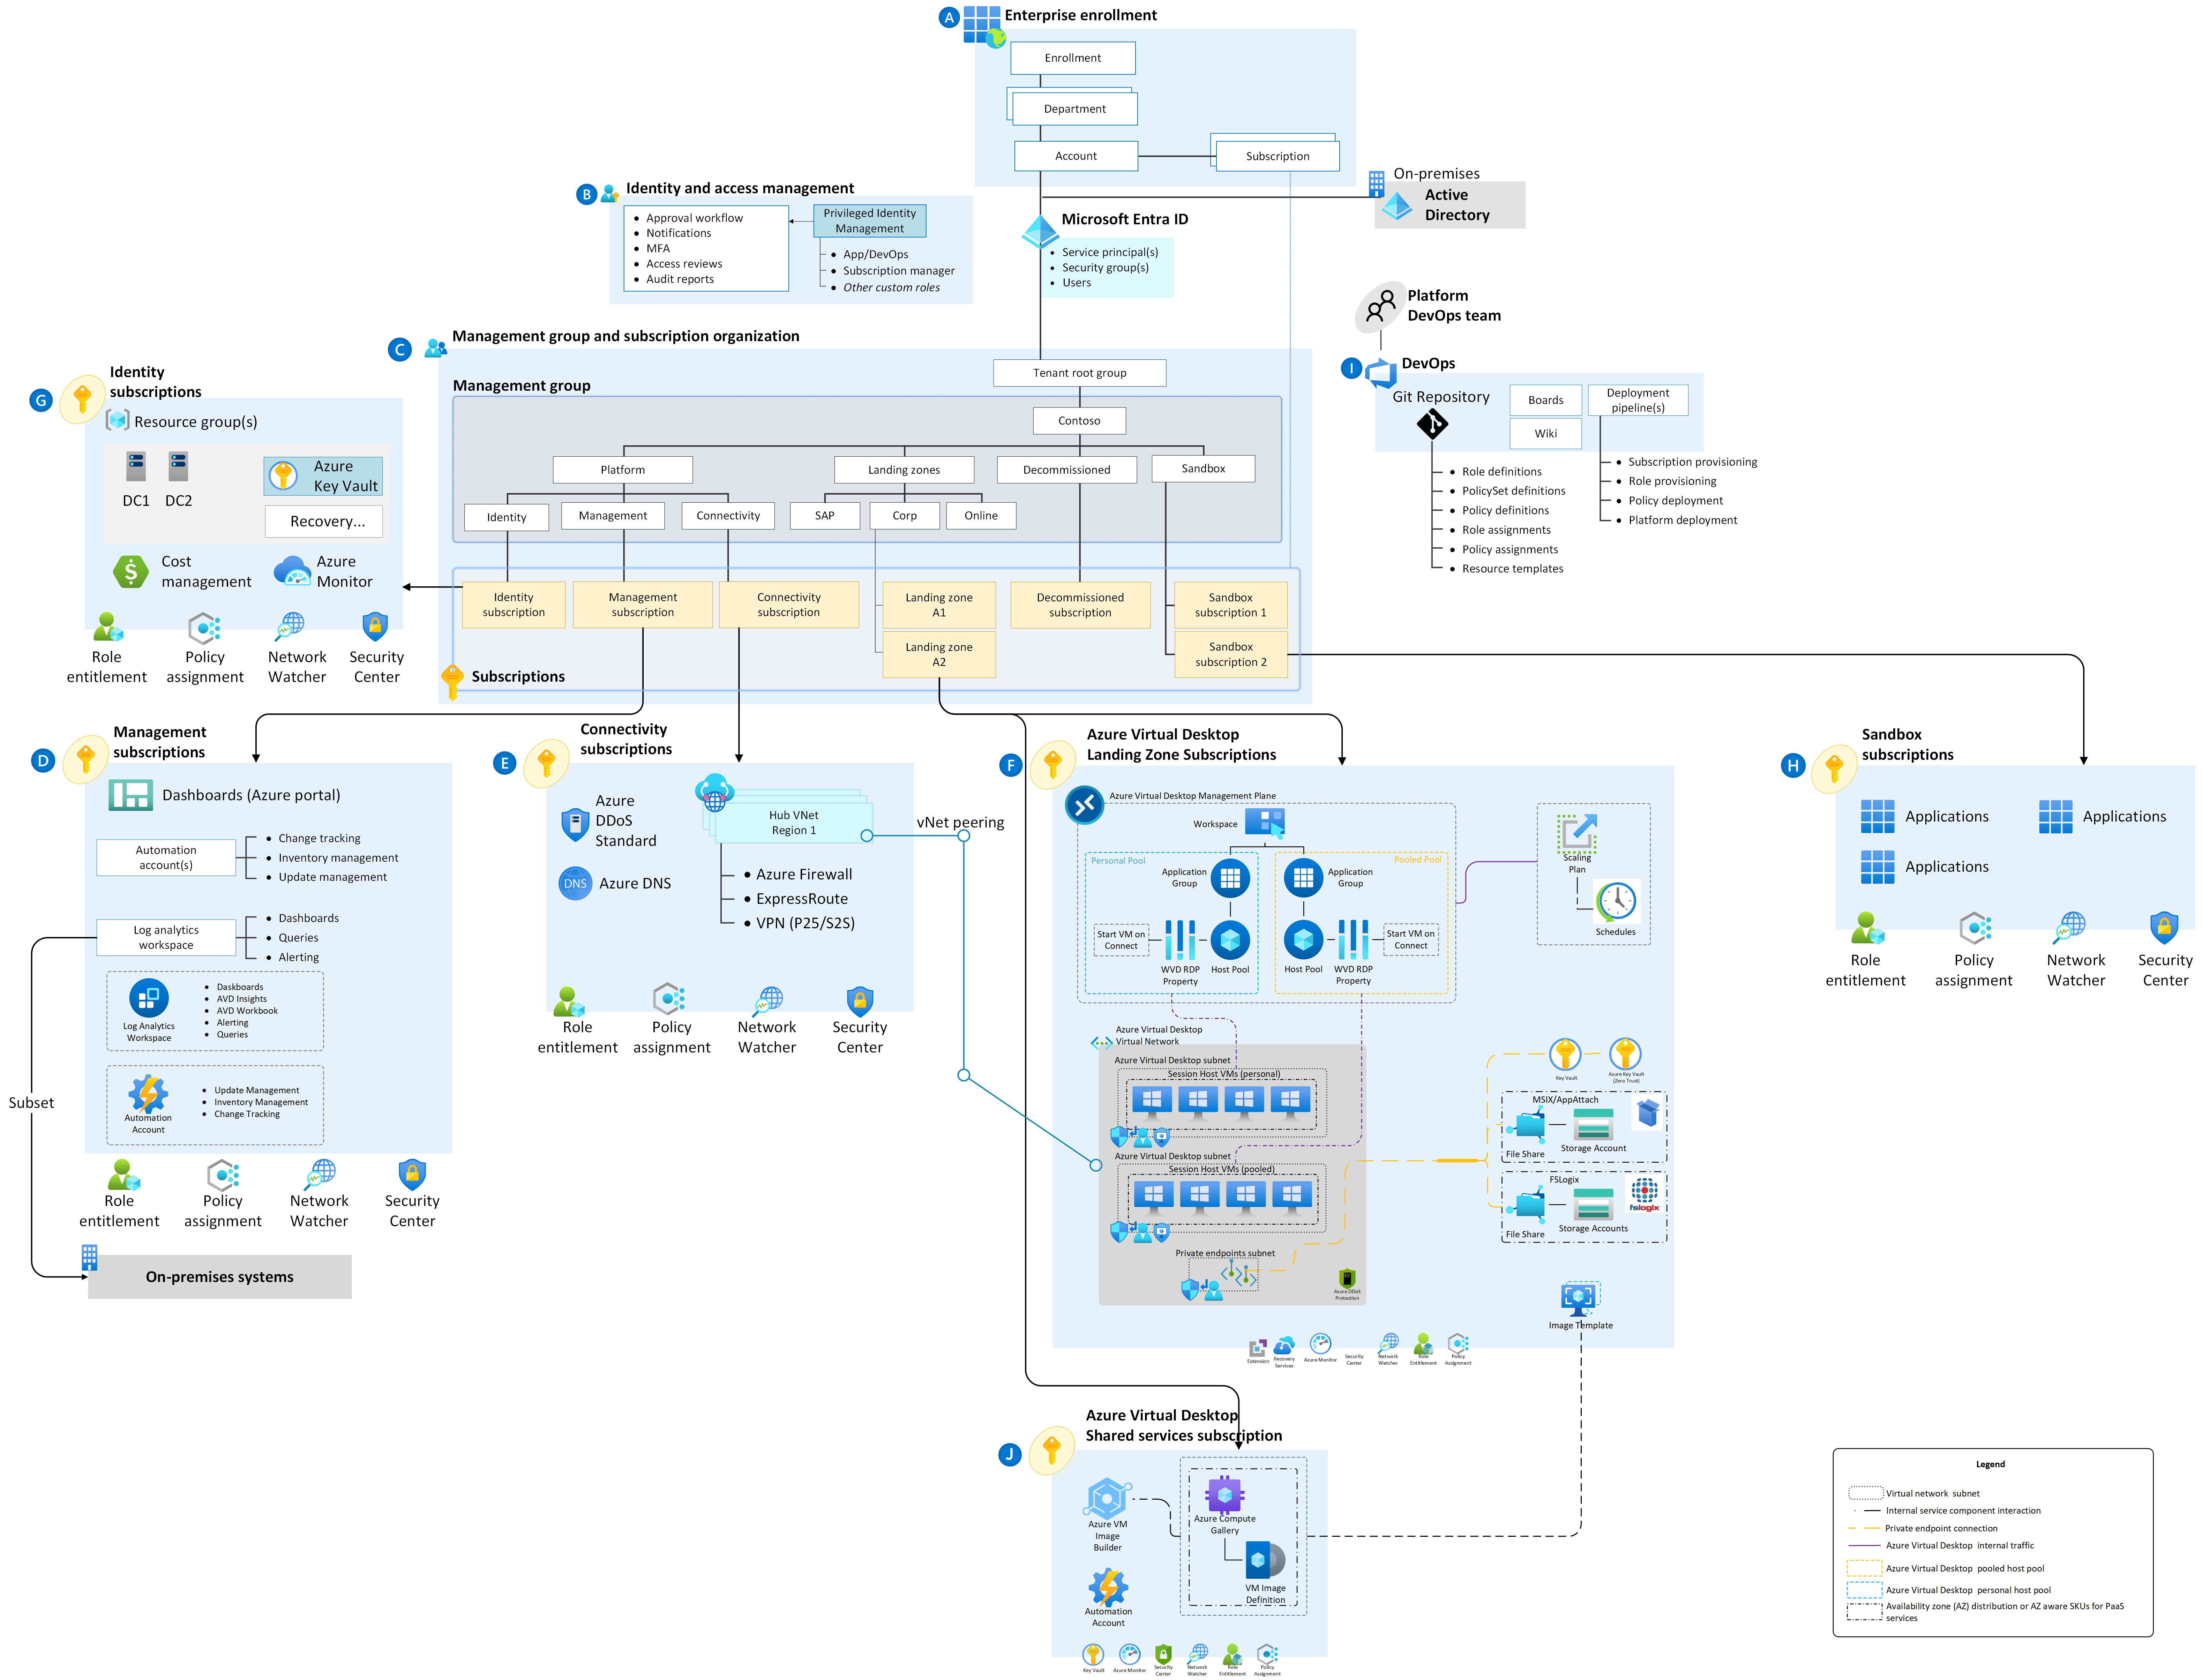 A
Enterprise enrollment
Enrollment
Department
Account
Subscription
On-premises
Active
Directory
B
Identity and access management
Approval workflow
Notifications
MFA
Access reviews
Audit reports
Privileged Identity
Management
App/DevOps
Subscription manager
Other custom roles
Microsoft Entra ID
Service principal(s)
Security group(s)
Users
Platform
DevOps team
I
DevOps
Git Repository
Boards
Wiki
Deployment
pipeline(s)
Role definitions
PolicySet definitions
Policy definitions
Role assignments
Policy assignments
Resource templates
Subscription provisioning
Role provisioning
Policy deployment
Platform deployment
C
Management group and subscription organization
Management group
Tenant root group
Contoso
Platform
Landing zones
Decommissioned
Sandbox
Identity
Management
Connectivity
SAP
Corp
Online
Identity
subscription
Management
subscription
Connectivity
subscription
Landing zone
A1
Landing zone
A2
Decommissioned
subscription
Sandbox
subscription 1
Sandbox
subscription 2
Subscriptions
G
Identity
subscriptions
Resource group(s)
DC1
DC2
Azure
Key Vault
Recovery...
Cost
management
Azure
Monitor
Role
entitlement
Policy
assignment
Network
Watcher
Security
Center
D
Management
subscriptions
Dashboards (Azure portal)
Automation
account(s)
Change tracking
Inventory management
Update management
Log analytics
workspace
Dashboards
Queries
Alerting
Log Analytics
Workspace
Daskboards
AVD Insights
AVD Workbook
Alerting
Queries
Automation
Account
Update Management
Inventory Management
Change Tracking
Subset
Role
entitlement
Policy
assignment
Network
Watcher
Security
Center
On-premises systems
E
Connectivity
subscriptions
Azure
DDoS
Standard
Azure DNS
DNS
Hub VNet
Region 1
vNet peering
Azure Firewall
ExpressRoute
VPN (P25/S2S)
Role
entitlement
Policy
assignment
Network
Watcher
Security
Center
F
Azure Virtual Desktop
Landing Zone Subscriptions
Azure Virtual Desktop Management Plane
Workspace
Personal Pool
Pooled Pool
Application
Group
Application
Group
Start VM on
Connect
Start VM on
Connect
WVD RDP
Property
Host Pool
Host Pool
WVD RDP
Property
Scaling
Plan
Schedules
Azure Virtual Desktop
Virtual Network
Azure Virtual Desktop subnet
Session Host VMs (personal)
Azure Virtual Desktop subnet
Session Host VMs (pooled)
Private endpoints subnet
Azure DDoS
Protection
Key Vault
Azure Key Vault
(Zero Trust)
MSIX/AppAttach
File Share
Storage Account
FSLogix
fslogix
File Share
Storage Accounts
Image Template
Extension
Recovery
Services
Azure Monitor
Security
Center
Network
Watcher
Role
Entitlement
Policy
Assignment
H
Sandbox
subscriptions
Applications
Applications
Applications
Role
entitlement
Policy
assignment
Network
Watcher
Security
Center
J
Azure Virtual Desktop
Shared services subscription
Azure VM
Image
Builder
Azure Compute
Gallery
VM Image
Definition
Automation
Account
Key Vault
Azure Monitor
Security
Center
Network
Watcher
Role
Entitlement
Policy
Assignment
Legend
Virtual network subnet
Internal service component interaction
Private endpoint connection
Azure Virtual Desktop internal traffic
Azure Virtual Desktop pooled host pool
Azure Virtual Desktop personal host pool
Availability zone (AZ) distribution or AZ aware SKUs for PaaS
services